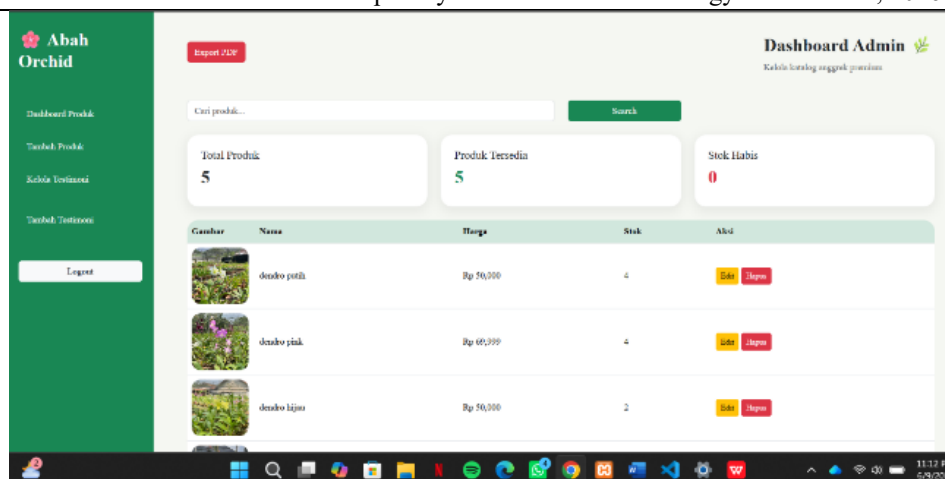 🌸 Abah
Orchid
Dashboard Produk
Tambah Produk
Kelola Testimoni
Tambah Testimoni
Logout
Export PDF
Dashboard Admin 🌿
Kelola katalog anggrek premium
Cari produk...
Search
Total Produk
5
Produk Tersedia
5
Stok Habis
0
Gambar Nama Harga Stok Aksi
dendro putih Rp 50,000 4 Edit Hapus
dendro pink Rp 69,999 4 Edit Hapus
dendro hijau Rp 50,000 2 Edit Hapus
11:12